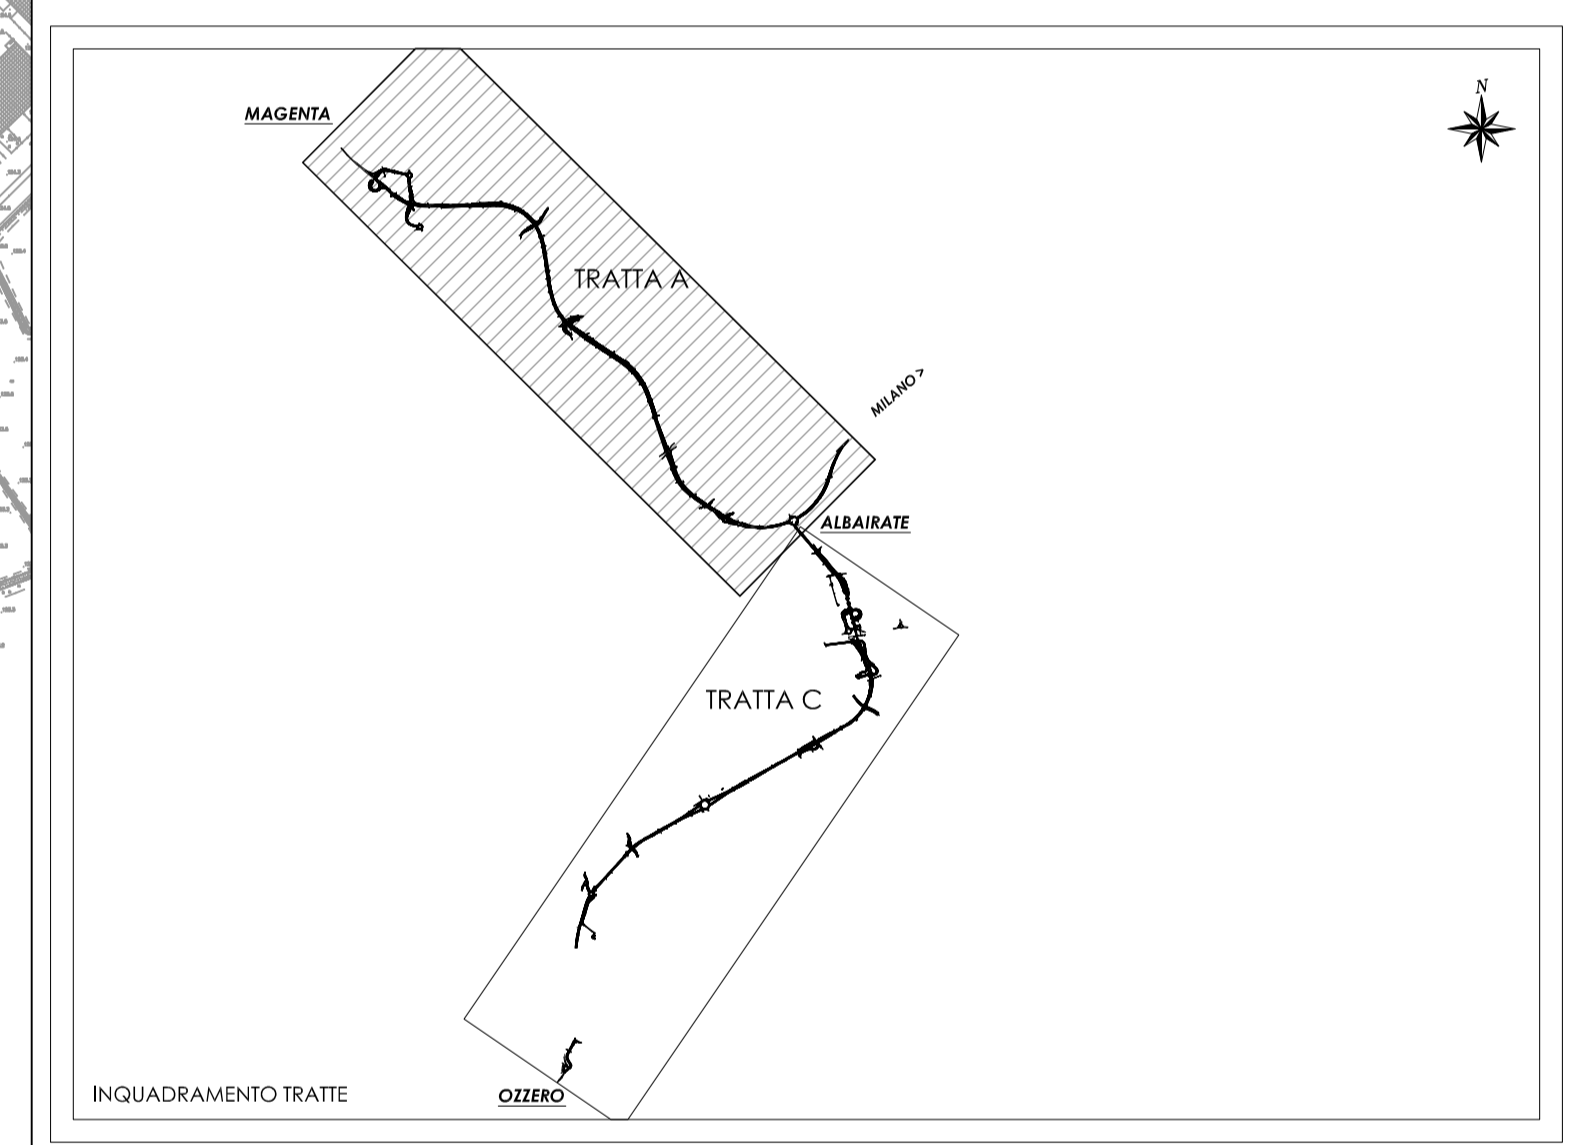 MAGENTA
N
TRATTA A
MILANO >
ALBAIRATE
TRATTA C
OZZERO
INQUADRAMENTO TRATTE